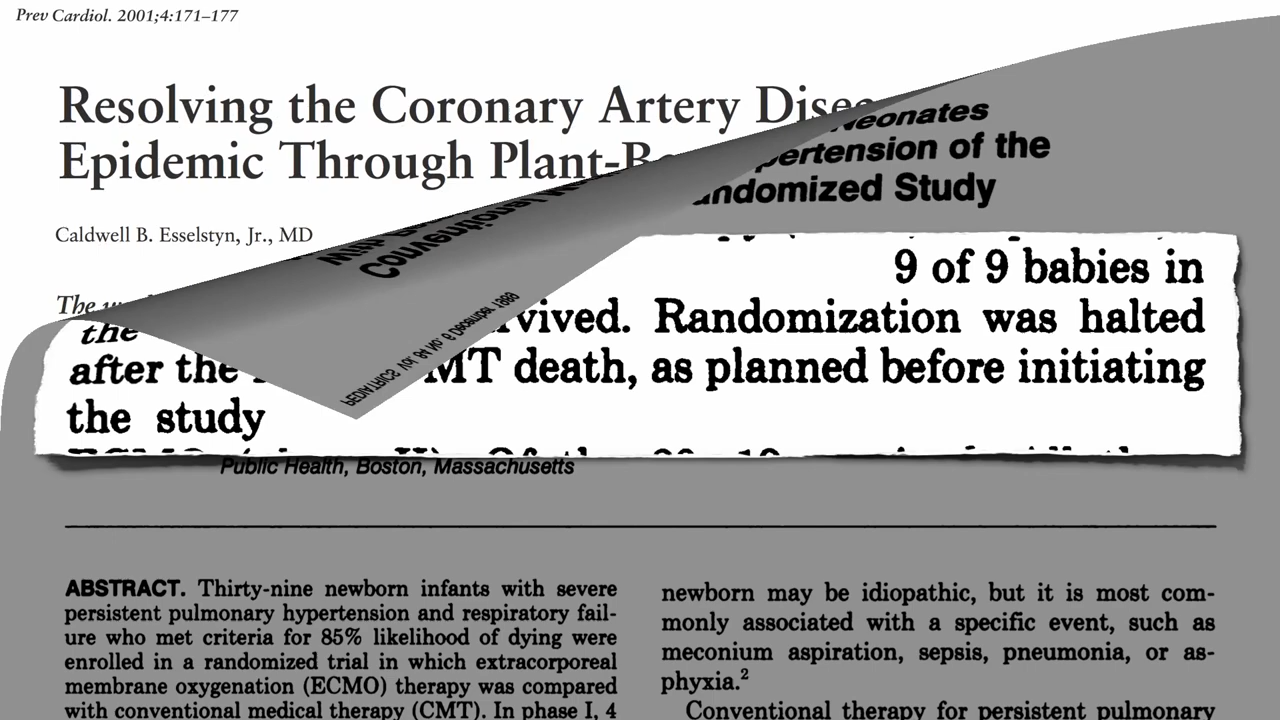 Prev Cardiol. 2001;4:171–177
Resolving the Coronary Artery
Epidemic Through
Caldwell B. Esselstyn, Jr., MD
The
Neonates
of the
Study
9 of 9 babies in
the Randomization was halted
after the death, as planned before initiating
the study
Public Health, Boston, Massachusetts
ABSTRACT. Thirty-nine newborn infants with severe
persistent pulmonary hypertension and respiratory fail-
ure who met criteria for 85% likelihood of dying were
enrolled in a randomized trial in which extracorporeal
membrane oxygenation (ECMO) therapy was compared
with conventional medical therapy (CMT). In phase I, 4
newborn may be idiopathic, but it is most com-
monly associated with a specific event, such as
meconium aspiration, sepsis, pneumonia, or as-
phyxia.2
Conventional therapy for persistent pulmonary